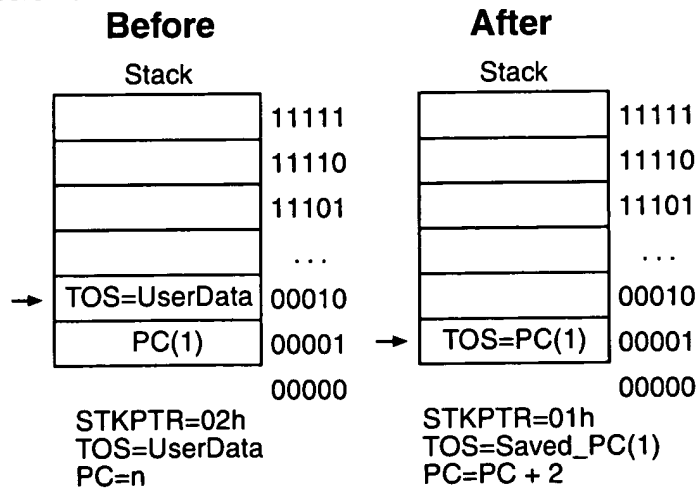 Before
After
Stack
Stack
11111
11111
11110
11110
11101
11101
...
...
→ TOS=UserData 00010
00010
PC(1) 00001
→ TOS=PC(1) 00001
00000
00000
STKPTR=02h
TOS=UserData
PC=n
STKPTR=01h
TOS=Saved_PC(1)
PC=PC + 2